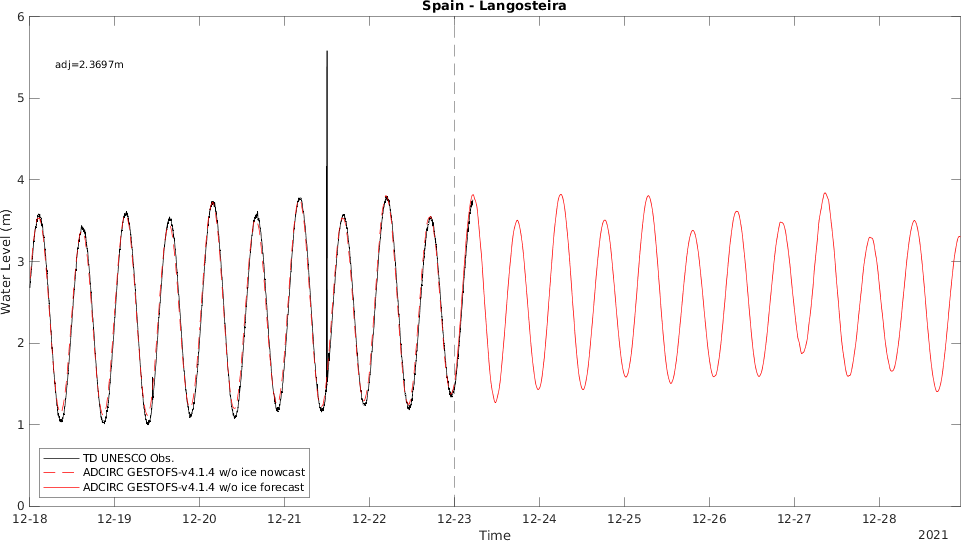 Spain - Langosteira
6
adj=2.3697m
5
4
3
2
1
0
Water Level (m)
TD UNESCO Obs.
ADCIRC GESTOFS-v4.1.4 w/o ice nowcast
ADCIRC GESTOFS-v4.1.4 w/o ice forecast
12-18 12-19 12-20 12-21 12-22 12-23 12-24 12-25 12-26 12-27 12-28
Time
2021